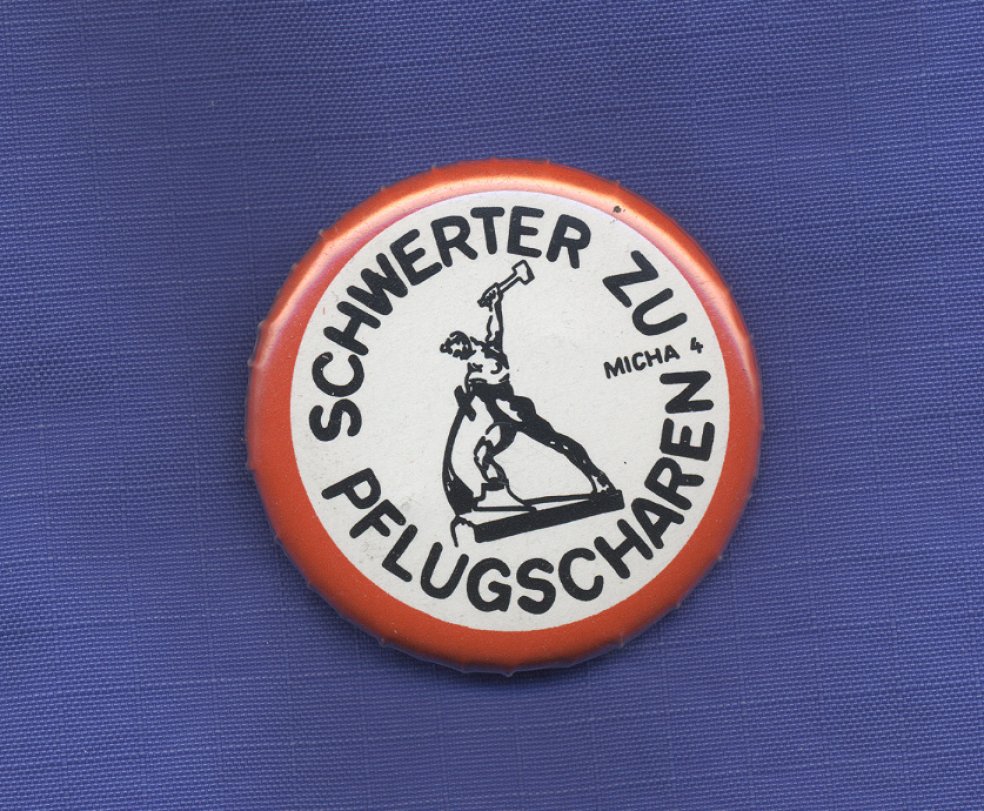 SCHWERTER ZU
PFLUGSCHAREN
MICHA 4